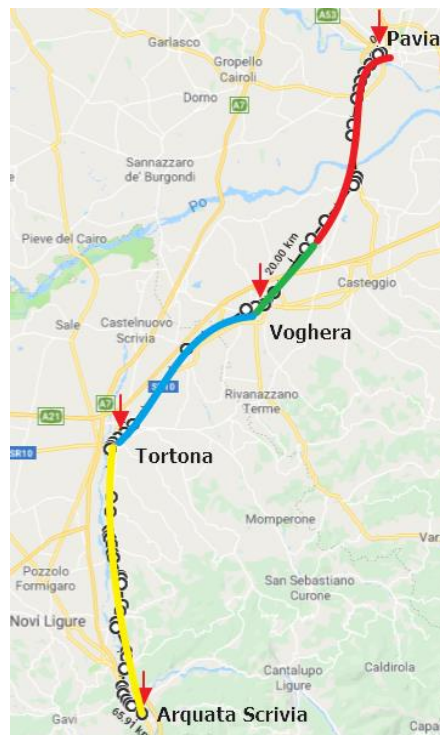 A53
Pavia
0.
Garlasco
Gropello
Cairoli
A7
Dorno
Sannazzaro
de' Burgondi
Po
Pieve del Cairo
20.00 km
Casteggio
Sale
Castelnuovo
Scrivia
Voghera
A7
SR10
Rivanazzano
Terme
A21
SR10
Tortona
Momperone
Var
Pozzolo
Formigaro
San Sebastiano
Curone
Novi Ligure
Cantalupo
Ligure
Caldirola
Gavi
65.91 km
Arquata Scrivia
Capa